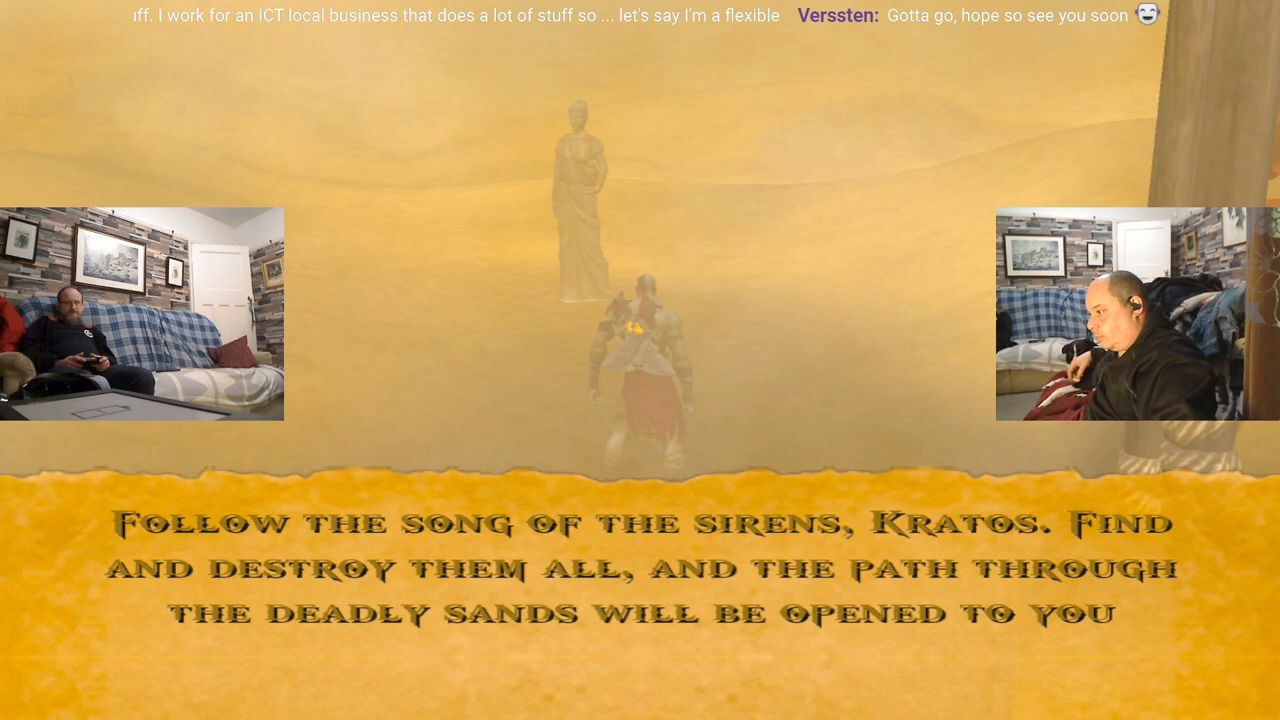 . I work for an ICT local business that does a lot of stuff so ... let's say I'm a flexible Verssten: Gotta go, hope so see you soon
Follow the song of the sirens, Kratos. Find
and destroy them all, and the path through
the deadly sands will be opened to you